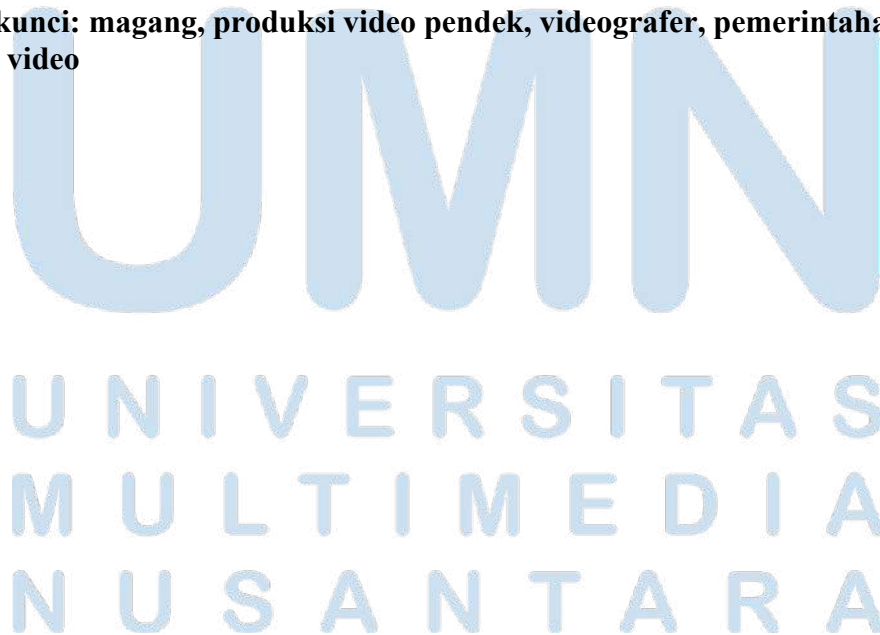 kunci: magang, produksi video pendek, videografer, pemerintaha
video
UMN
UNIVERSITAS
MULTIMEDIA
NUSANTARA